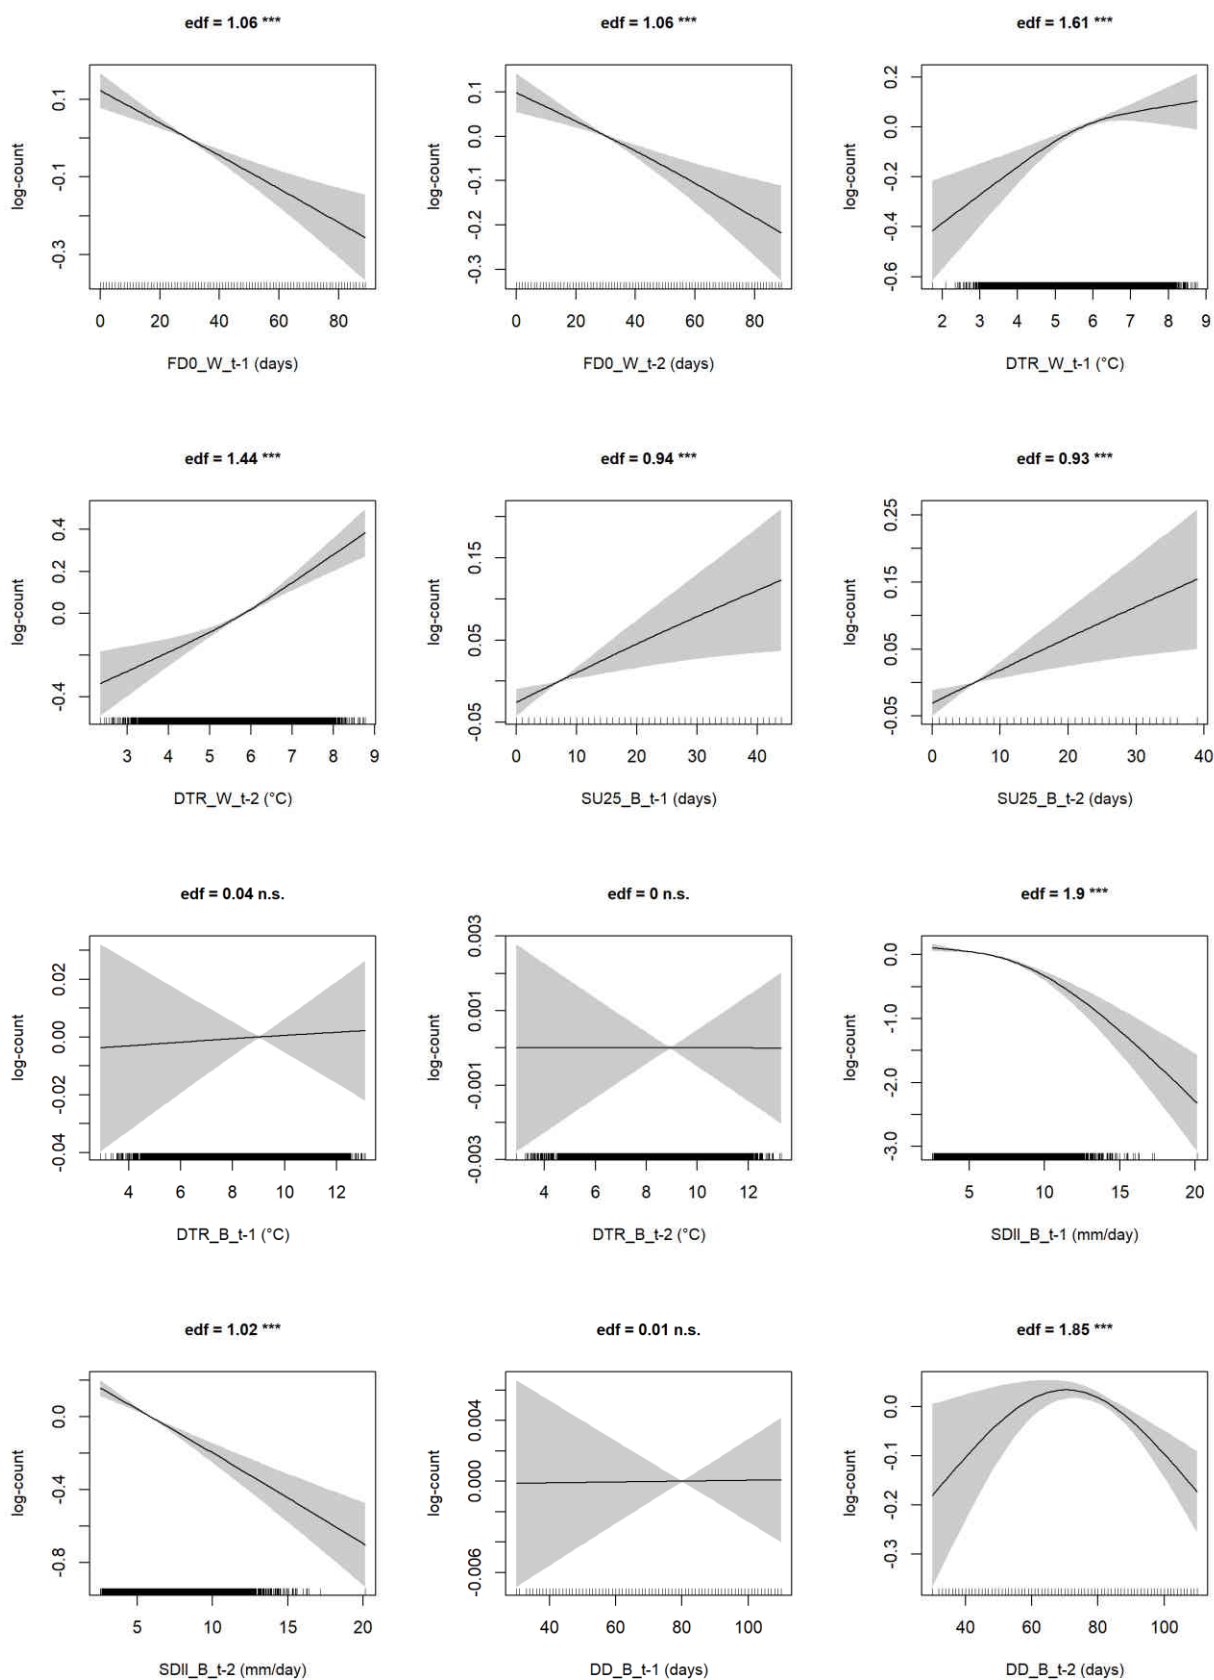 edf = 1.06 ***
edf = 1.06 ***
edf = 1.61 ***
log-count
0.1
-0.1
-0.3
0 20 40 60 80
FD0_W_t-1 (days)
log-count
0.1
0.0
-0.1
-0.2
-0.3
0 20 40 60 80
FD0_W_t-2 (days)
log-count
0.2
0.0
-0.2
-0.4
-0.6
2 3 4 5 6 7 8 9
DTR_W_t-1 (°C)
edf = 1.44 ***
edf = 0.94 ***
edf = 0.93 ***
log-count
0.4
0.2
0.0
-0.4
3 4 5 6 7 8 9
DTR_W_t-2 (°C)
log-count
0.15
0.05
-0.05
0 10 20 30 40
SU25_B_t-1 (days)
log-count
0.25
0.15
0.05
-0.05
0 10 20 30 40
SU25_B_t-2 (days)
edf = 0.04 n.s.
edf = 0 n.s.
edf = 1.9 ***
log-count
0.02
0.00
-0.02
-0.04
4 6 8 10 12
DTR_B_t-1 (°C)
log-count
0.003
0.001
-0.001
-0.003
4 6 8 10 12
DTR_B_t-2 (°C)
log-count
0.0
-1.0
-2.0
-3.0
5 10 15 20
SDII_B_t-1 (mm/day)
edf = 1.02 ***
edf = 0.01 n.s.
edf = 1.85 ***
log-count
0.0
-0.4
-0.8
5 10 15 20
SDII_B_t-2 (mm/day)
log-count
0.004
0.000
-0.006
40 60 80 100
DD_B_t-1 (days)
log-count
0.0
-0.1
-0.2
-0.3
40 60 80 100
DD_B_t-2 (days)